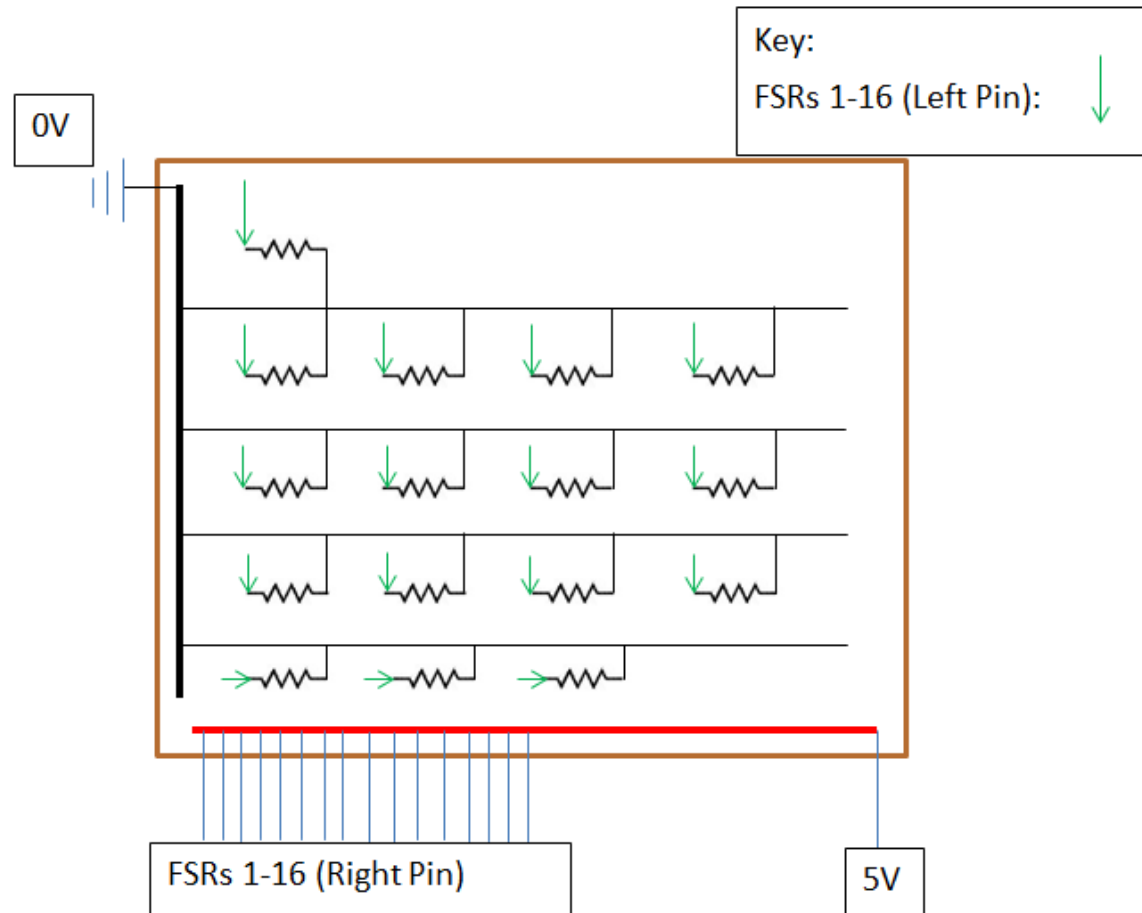 Key:
FSRs 1-16 (Left Pin):
0V
FSRs 1-16 (Right Pin)
5V